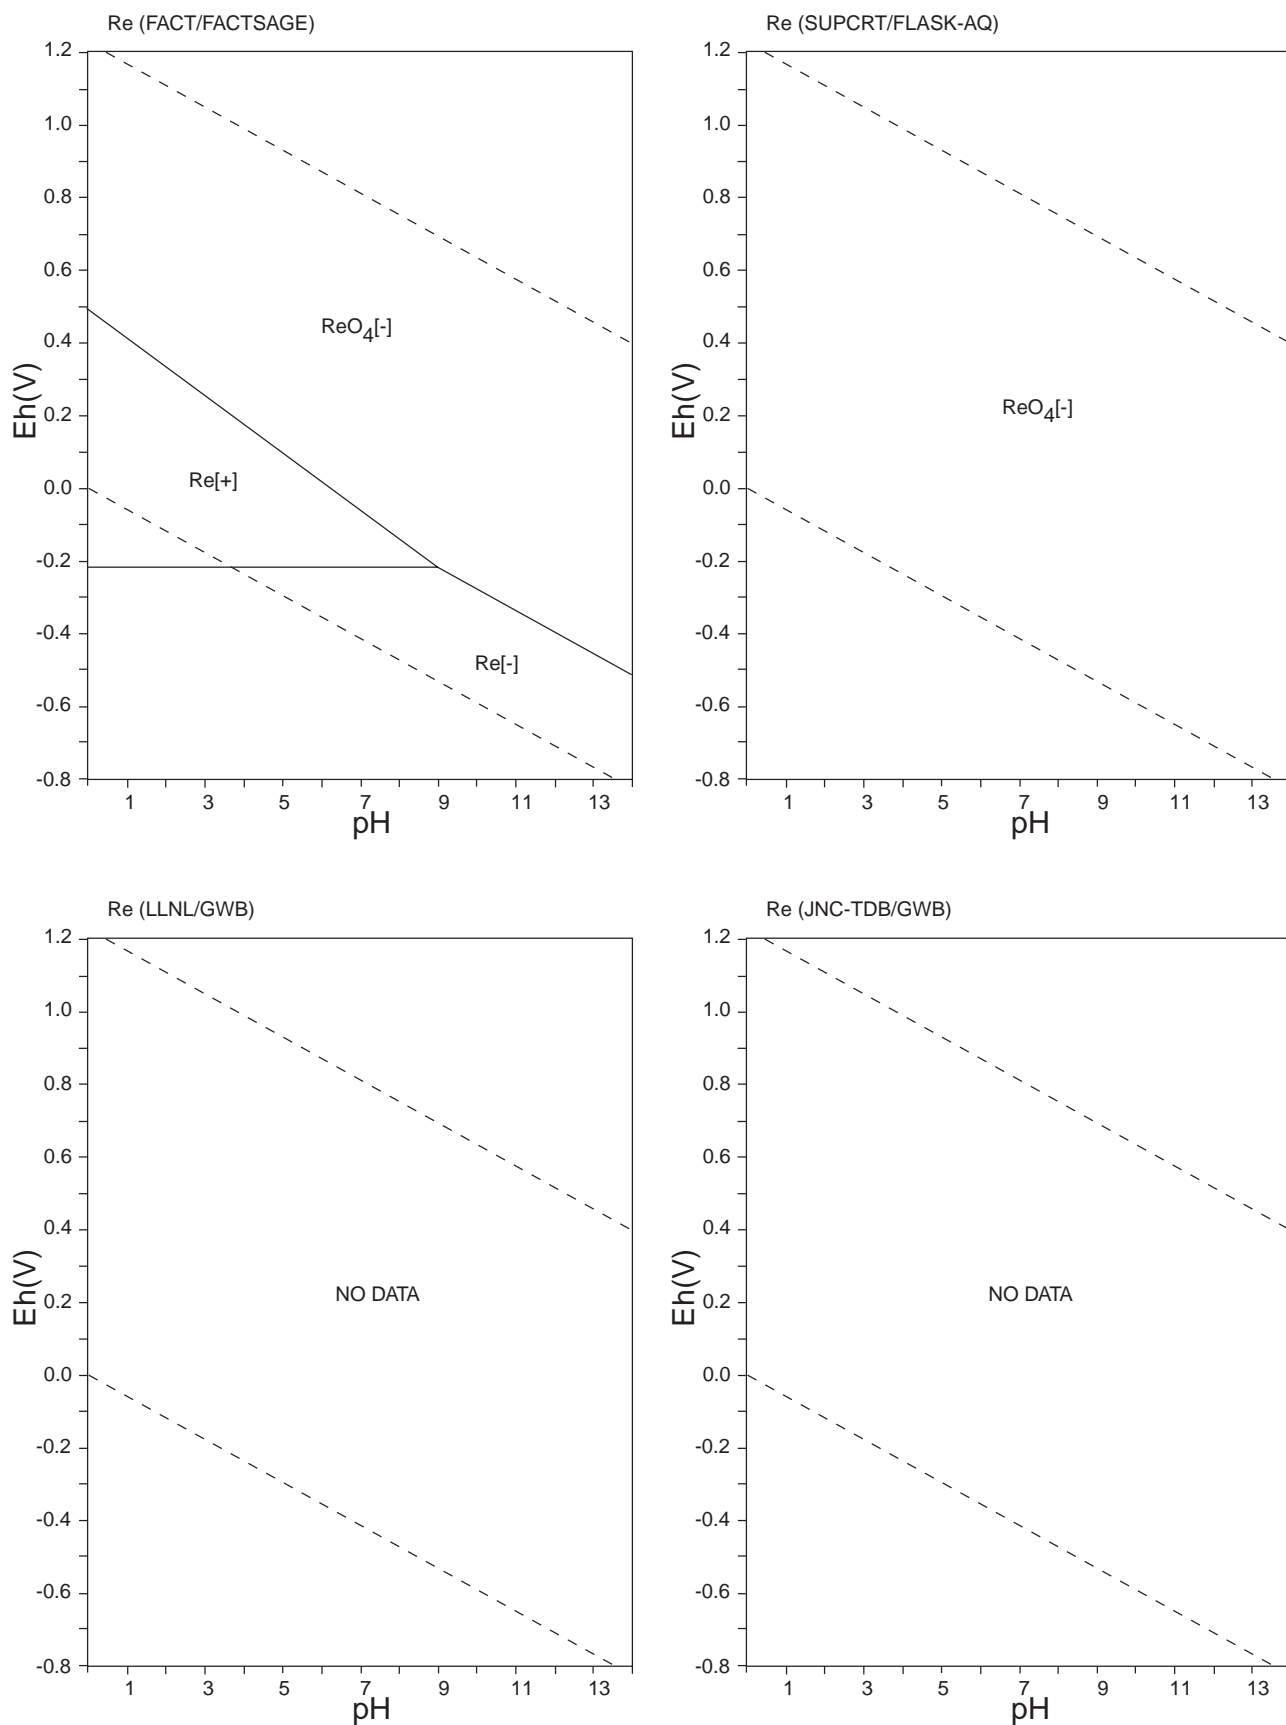 Re (FACT/FACTSAGE)
1.2
1.0
0.8
0.6
0.4
0.2
0.0
-0.2
-0.4
-0.6
-0.8
Eh(V)
ReO4[-]
Re[+]
Re[-]
1 3 5 7 9 11 13
pH
Re (SUPCRT/FLASK-AQ)
1.2
1.0
0.8
0.6
0.4
0.2
0.0
-0.2
-0.4
-0.6
-0.8
Eh(V)
ReO4[-]
1 3 5 7 9 11 13
pH
Re (LLNL/GWB)
1.2
1.0
0.8
0.6
0.4
0.2
0.0
-0.2
-0.4
-0.6
-0.8
Eh(V)
NO DATA
1 3 5 7 9 11 13
pH
Re (JNC-TDB/GWB)
1.2
1.0
0.8
0.6
0.4
0.2
0.0
-0.2
-0.4
-0.6
-0.8
Eh(V)
NO DATA
1 3 5 7 9 11 13
pH